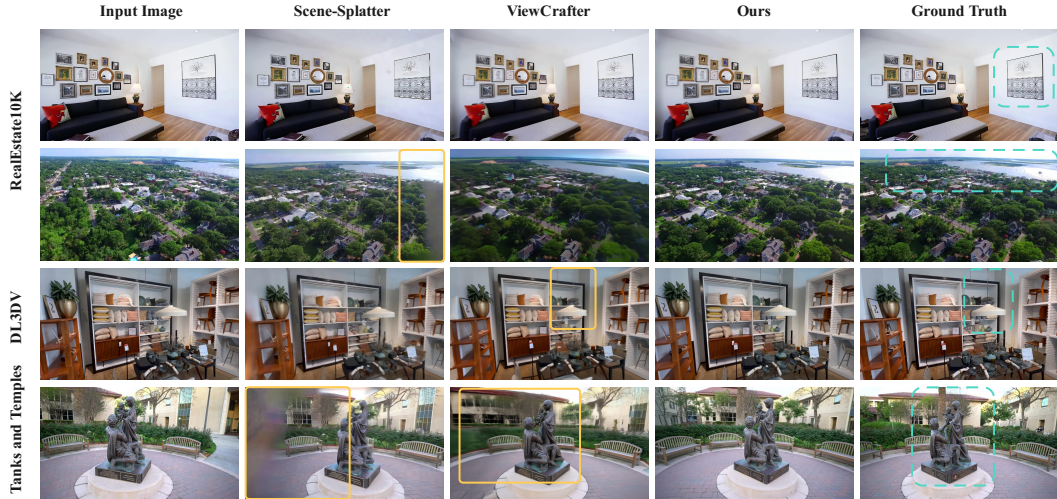 Input Image
Scene-Splatter
ViewCrafter
Ours
Ground Truth
RealEstate10K
DL3DV
Tanks and Temples